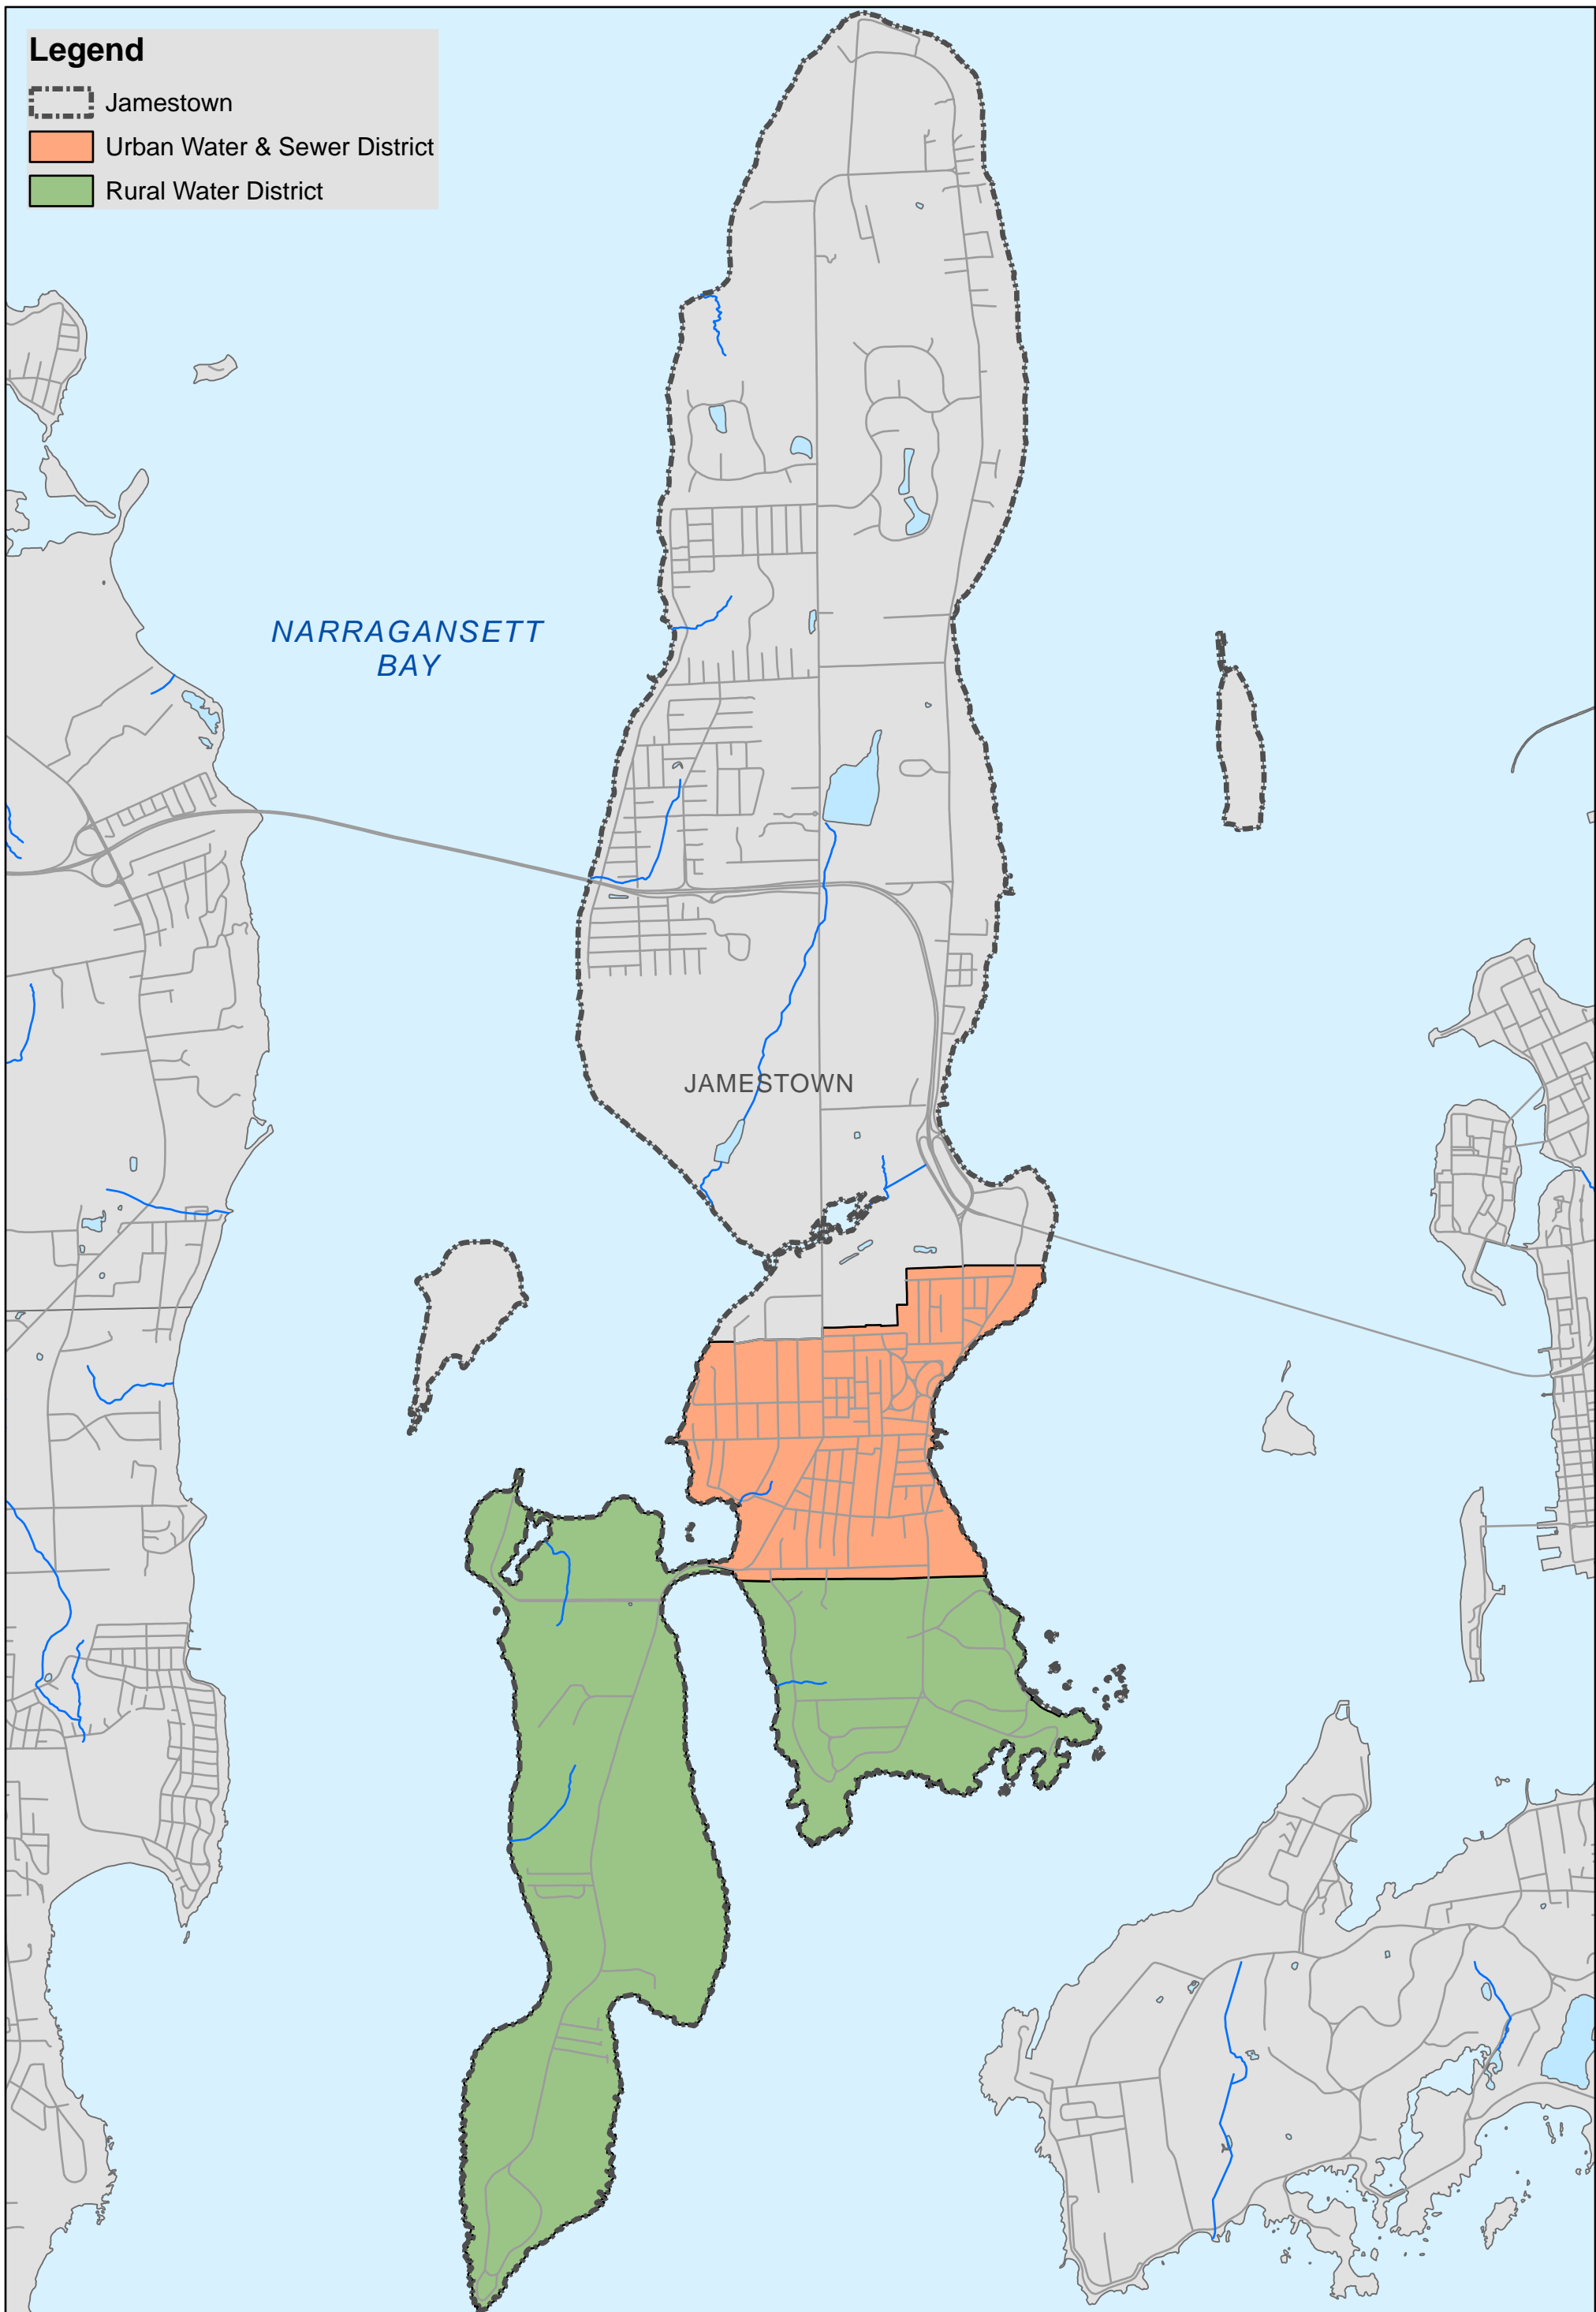 Legend
Jamestown
Urban Water & Sewer District
Rural Water District
NARRAGANSETT
BAY
JAMESTOWN